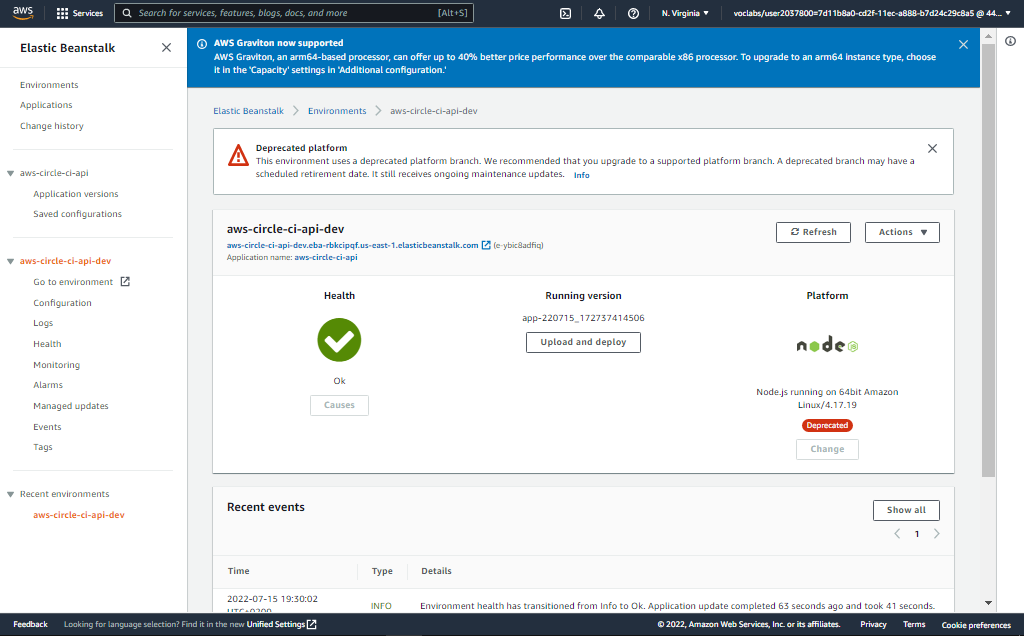 aws
Services
Search for services, features, blogs, docs, and more
[Alt+S]
N. Virginia
voclabs/user2037800=7d11b8a0-cd2f-11ec-a888-b7d24c29c8a5 @ 44...
Elastic Beanstalk
Environments
Applications
Change history
aws-circle-ci-api
Application versions
Saved configurations
aws-circle-ci-api-dev
Go to environment
Configuration
Logs
Health
Monitoring
Alarms
Managed updates
Events
Tags
Recent environments
aws-circle-ci-api-dev
AWS Graviton now supported
AWS Graviton, an arm64-based processor, can offer up to 40% better price performance over the comparable x86 processor. To upgrade to an arm64 instance type, choose
it in the 'Capacity' settings in 'Additional configuration.'
Elastic Beanstalk
Environments
aws-circle-ci-api-dev
Deprecated platform
This environment uses a deprecated platform branch. We recommended that you upgrade to a supported platform branch. A deprecated branch may have a
scheduled retirement date. It still receives ongoing maintenance updates. Info
aws-circle-ci-api-dev
aws-circle-ci-api-dev.eba-rbkcipqf.us-east-1.elasticbeanstalk.com (e-ybic8adfiq)
Application name: aws-circle-ci-api
Refresh
Actions
Health
Ok
Causes
Running version
app-220715_172737414506
Upload and deploy
Platform
node JS
Node.js running on 64bit Amazon
Linux/4.17.19
Deprecated
Change
Recent events
Show all
1
Time
Type
Details
2022-07-15 19:30:02
UTC+0200
INFO
Environment health has transitioned from Info to Ok. Application update completed 63 seconds ago and took 41 seconds.
Feedback
Looking for language selection? Find it in the new Unified Settings
© 2022, Amazon Web Services, Inc. or its affiliates.
Privacy
Terms
Cookie preferences